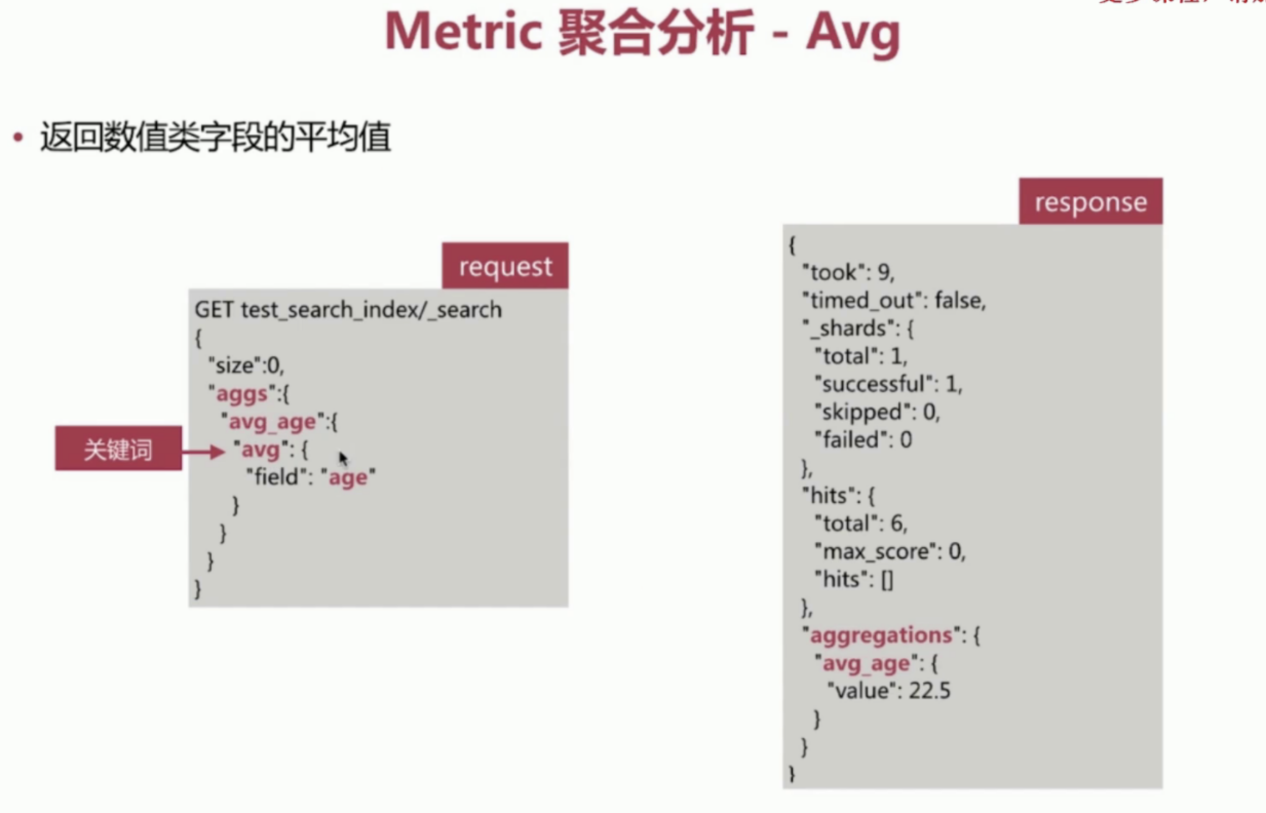 Metric 聚合分析 - Avg
• 返回数值类字段的平均值
request
GET test_search_index/_search
{
"size":0,
"aggs":{
"avg_age":{
关键词
"avg": {
"field": "age"
}
}
}
}
response
{
"took": 9,
"timed_out": false,
"_shards": {
"total": 1,
"successful": 1,
"skipped": 0,
"failed": 0
},
"hits": {
"total": 6,
"max_score": 0,
"hits": []
},
"aggregations": {
"avg_age": {
"value": 22.5
}
}
}